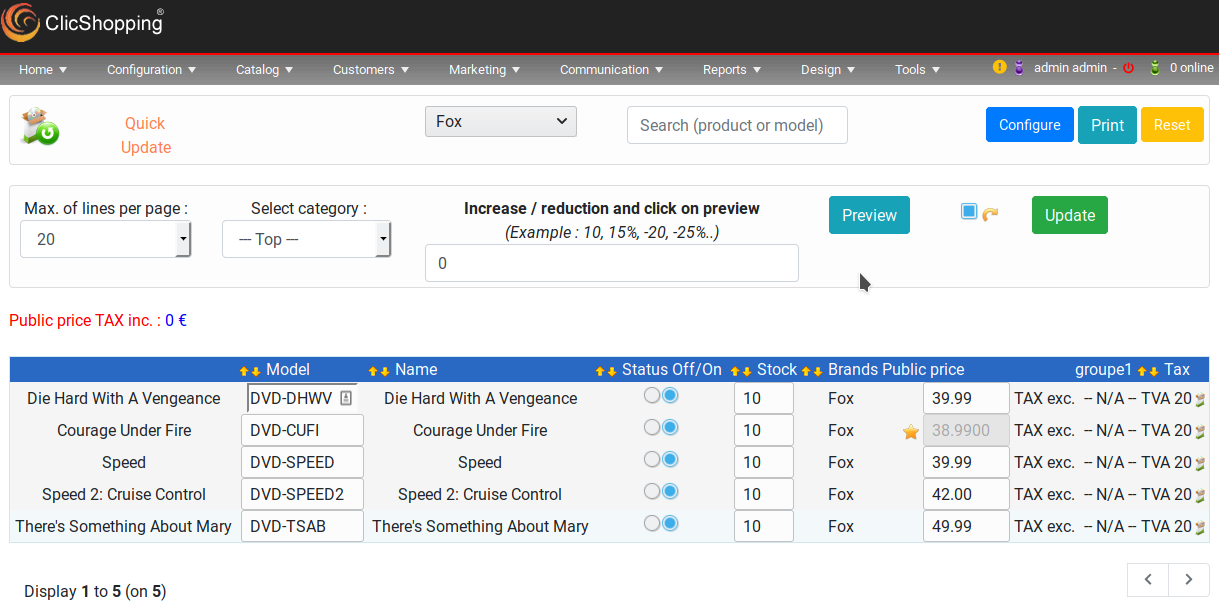 ClicShopping®
Home Configuration Catalog Customers Marketing Communication Reports Design Tools admin admin - 0 online
Quick
Update
Fox
Search (product or model)
Configure Print Reset
Max. of lines per page :
20
Select category :
--- Top ---
Increase / reduction and click on preview
(Example : 10, 15%, -20, -25%..)
0
Preview
Update
Public price TAX inc. : 0 €
Model Name Status Off/On Stock Brands Public price groupe1 Tax
Die Hard With A Vengeance DVD-DHWV Die Hard With A Vengeance 10 Fox 39.99 TAX exc. -- N/A -- TVA 20
Courage Under Fire DVD-CUFI Courage Under Fire 10 Fox 38.9900 TAX exc. -- N/A -- TVA 20
Speed DVD-SPEED Speed 10 Fox 39.99 TAX exc. -- N/A -- TVA 20
Speed 2: Cruise Control DVD-SPEED2 Speed 2: Cruise Control 10 Fox 42.00 TAX exc. -- N/A -- TVA 20
There's Something About Mary DVD-TSAB There's Something About Mary 10 Fox 49.99 TAX exc. -- N/A -- TVA 20
Display 1 to 5 (on 5)